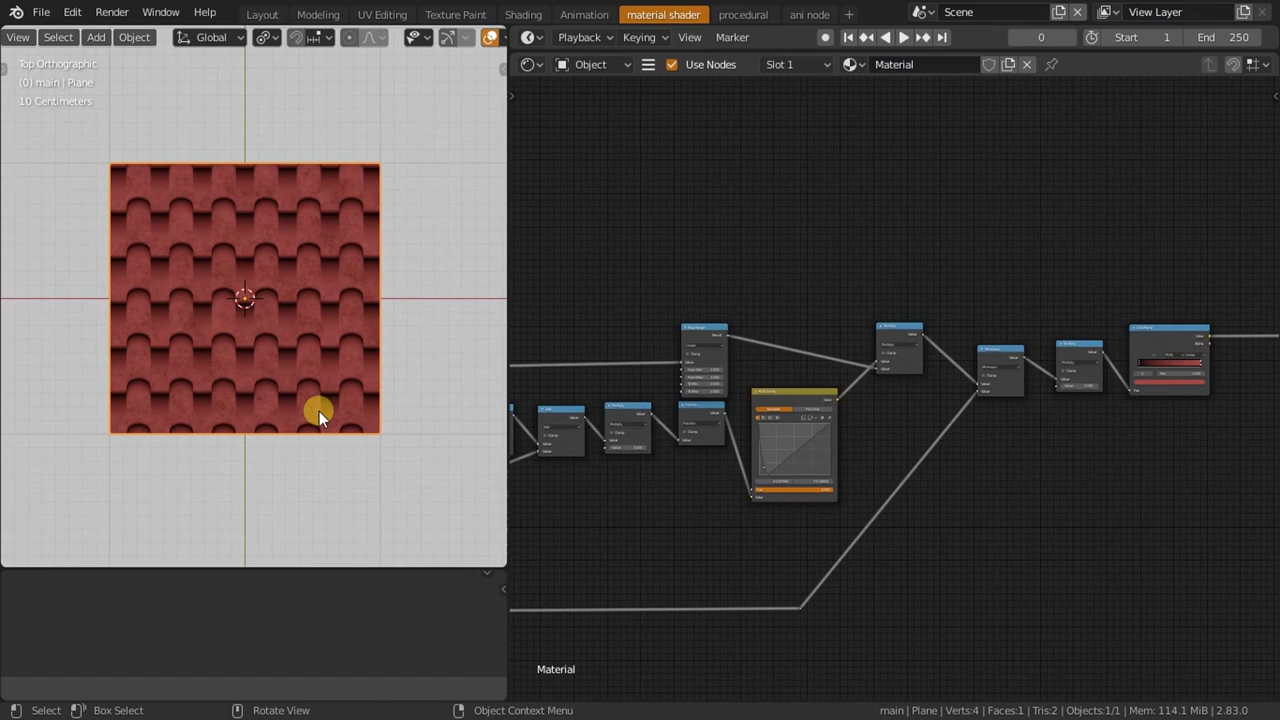 File Edit Render Window Help Layout Modeling UV Editing Texture Paint Shading Animation material shader procedural ani node + Scene View Layer
View Select Add Object Global Playback Keying View Marker 0 Start 1 End 250
Object Use Nodes Slot 1 Material
Top Orthographic
(0) main | Plane
10 Centimeters
Material
Select Box Select Rotate View Object Context Menu main | Plane | Verts:4 | Faces:1 | Tris:2 | Objects:1/1 | Mem: 114.1 MiB | 2.83.0